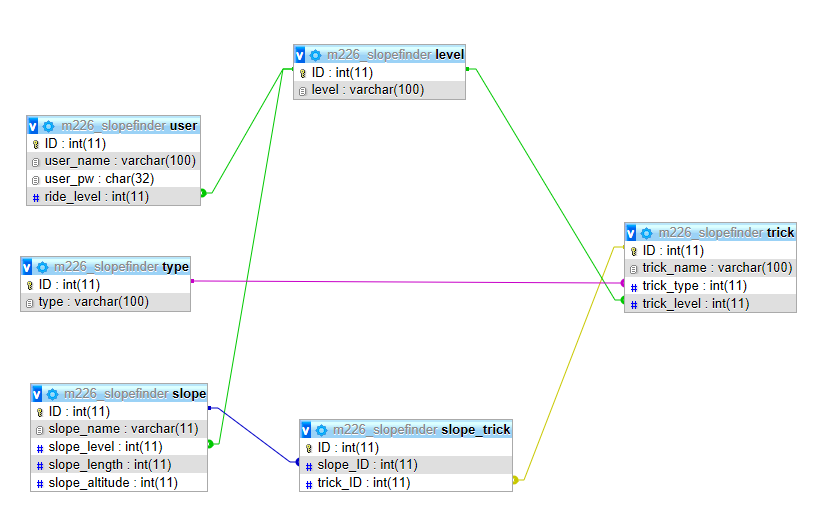 m226_slopefinder level
ID : int(11)
level : varchar(100)
m226_slopefinder user
ID : int(11)
user_name : varchar(100)
user_pw : char(32)
ride_level : int(11)
m226_slopefinder trick
ID : int(11)
trick_name : varchar(100)
trick_type : int(11)
trick_level : int(11)
m226_slopefinder type
ID : int(11)
type : varchar(100)
m226_slopefinder slope
ID : int(11)
slope_name : varchar(11)
slope_level : int(11)
slope_length : int(11)
slope_altitude : int(11)
m226_slopefinder slope_trick
ID : int(11)
slope_ID : int(11)
trick_ID : int(11)